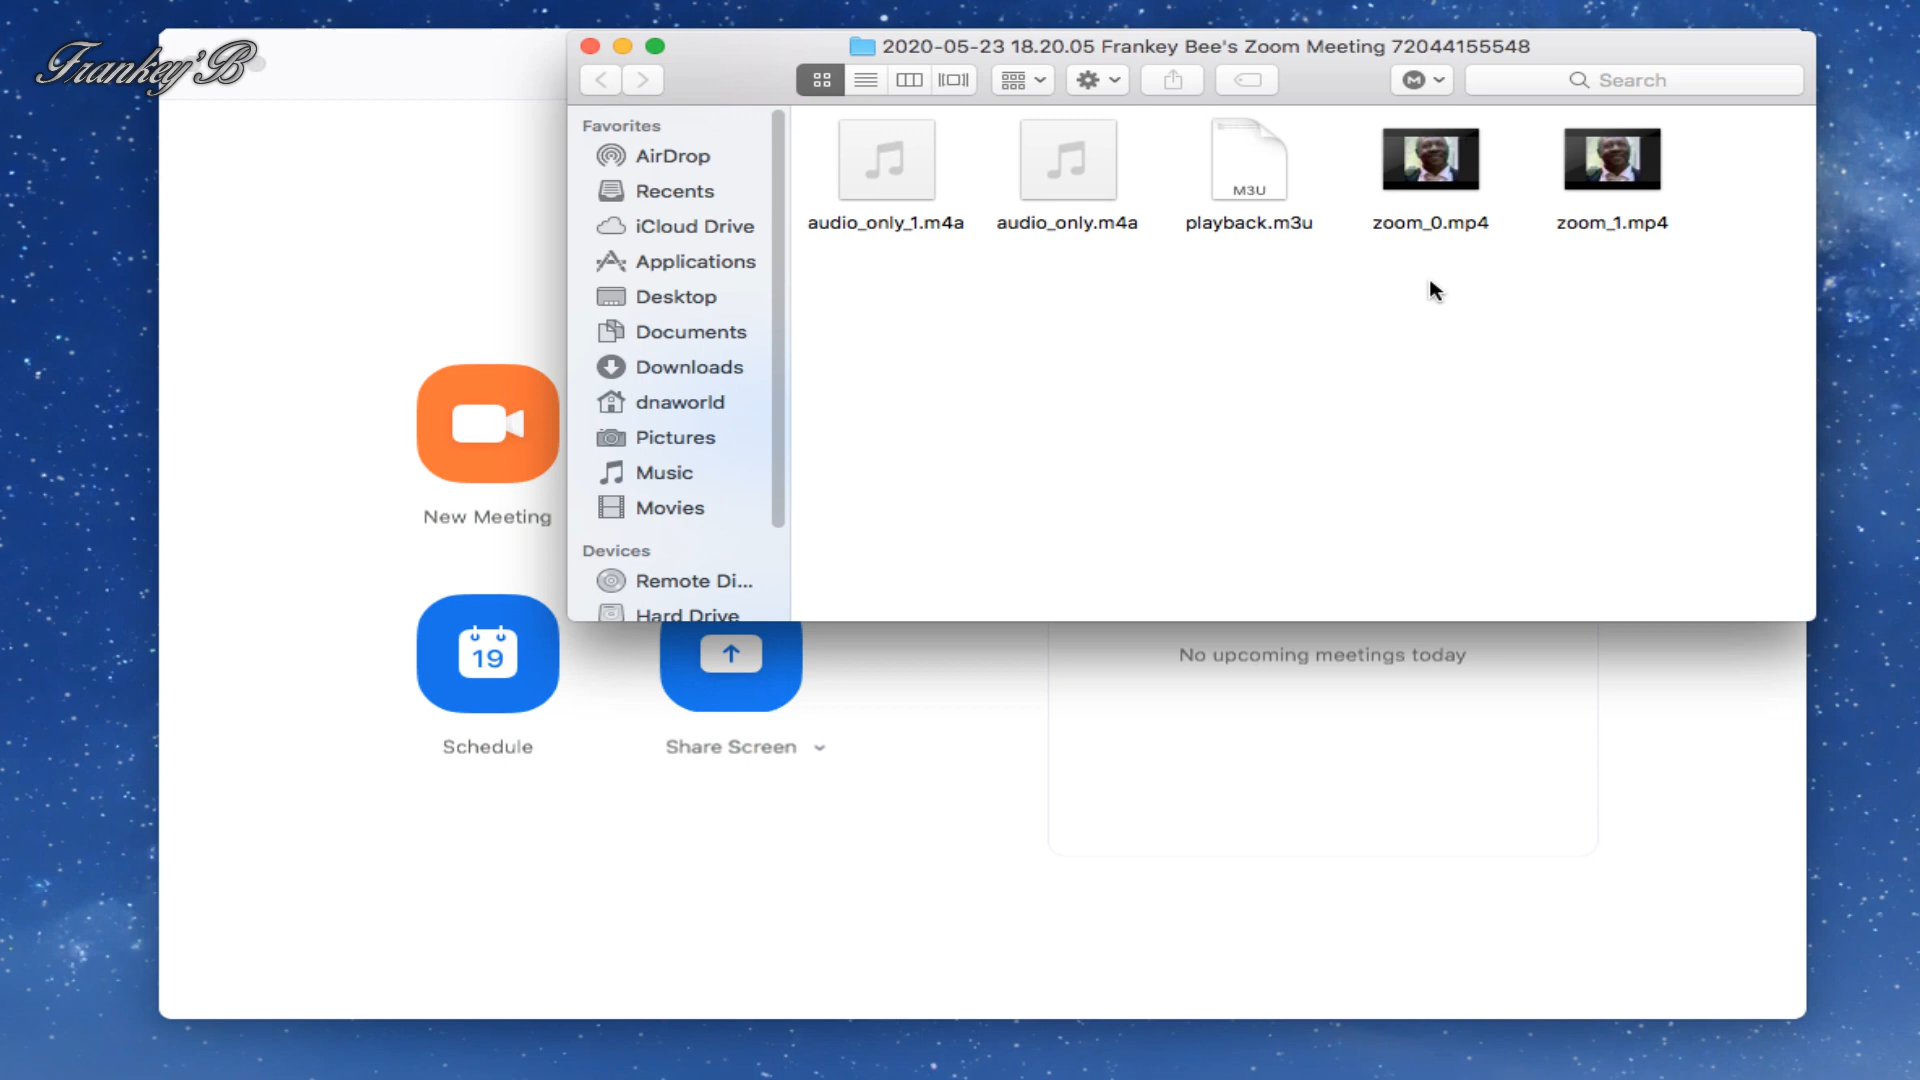 Frankey'B
2020-05-23 18.20.05 Frankey Bee's Zoom Meeting 72044155548
Search
Favorites
AirDrop
Recents
iCloud Drive
Applications
Desktop
Documents
Downloads
dnaworld
Pictures
Music
Movies
Devices
Remote Di...
Hard Drive
M3U
audio_only_1.m4a
audio_only.m4a
playback.m3u
zoom_0.mp4
zoom_1.mp4
New Meeting
19
Schedule
Share Screen
No upcoming meetings today